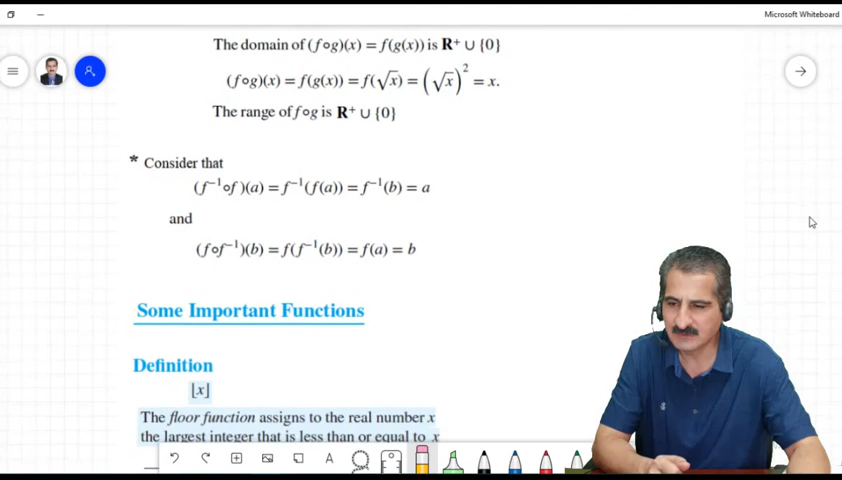 Microsoft Whiteboard
The domain of (f∘g)(x) = f(g(x)) is R⁺ ∪ {0}
(f∘g)(x) = f(g(x)) = f(√x) = (√x)² = x.
The range of f∘g is R⁺ ∪ {0}
* Consider that
(f⁻¹∘f)(a) = f⁻¹(f(a)) = f⁻¹(b) = a
and
(f∘f⁻¹)(b) = f(f⁻¹(b)) = f(a) = b
Some Important Functions
Definition
⌊x⌋
The floor function assigns to the real number x
the largest integer that is less than or equal to x
A